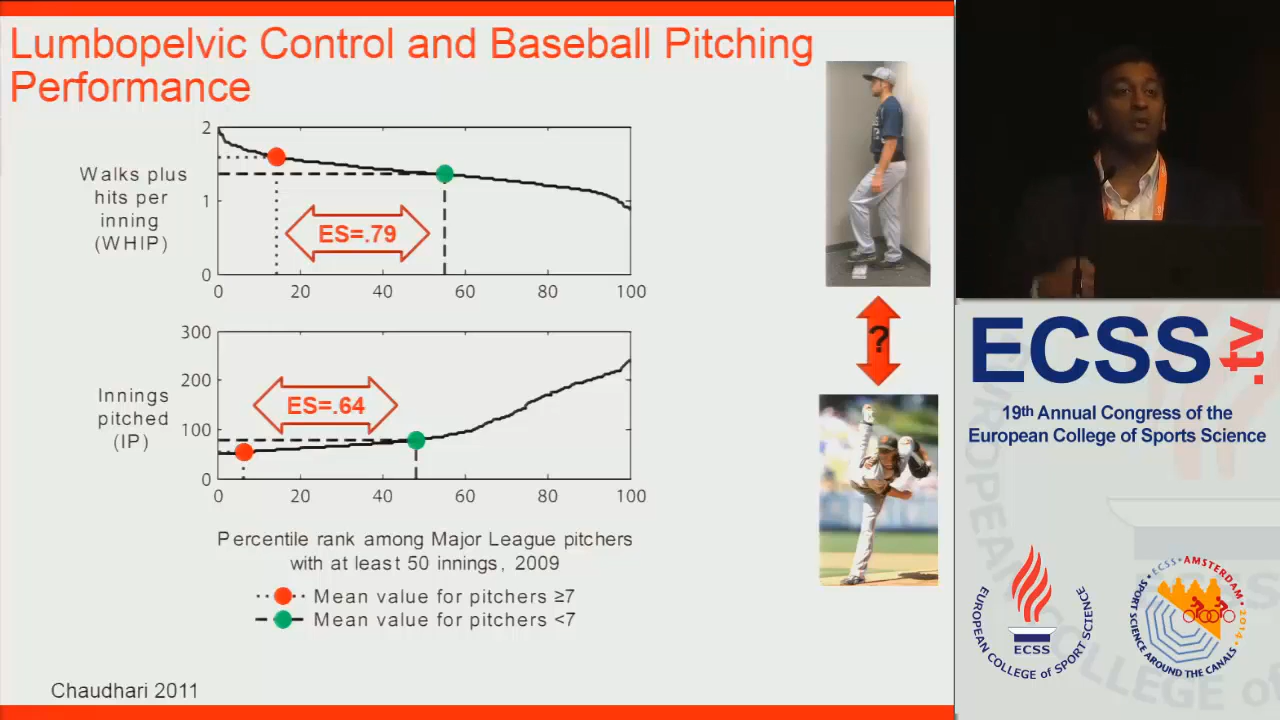 Lumbopelvic Control and Baseball Pitching
Performance
2
1
0
Walks plus
hits per
inning
(WHIP)
ES=.79
0 20 40 60 80 100
300
200
100
0
Innings
pitched
(IP)
ES=.64
0 20 40 60 80 100
Percentile rank among Major League pitchers
with at least 50 innings, 2009
Mean value for pitchers ≥7
Mean value for pitchers <7
Chaudhari 2011
?
ECSS.tv
19th Annual Congress of the
European College of Sports Science
EUROPEAN COLLEGE OF SPORT SCIENCE
ECSS
SPORT SCIENCE AROUND THE CANALS
·ECSS·AMSTERDAM·2014·
EUROPEAN COLLEGE of